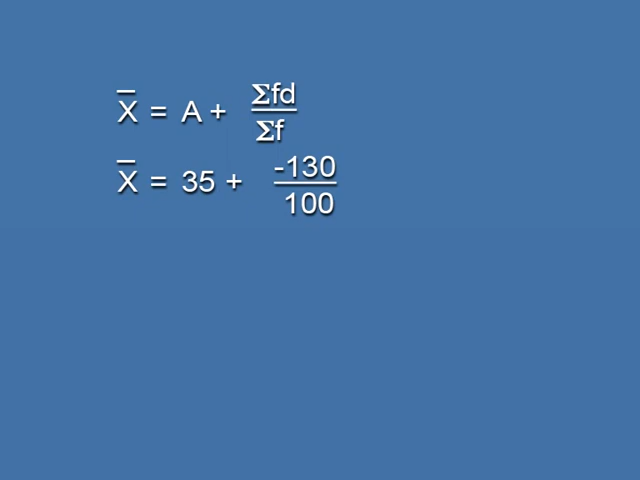 X̄ = A + Σfd / Σf
X̄ = 35 + -130 / 100